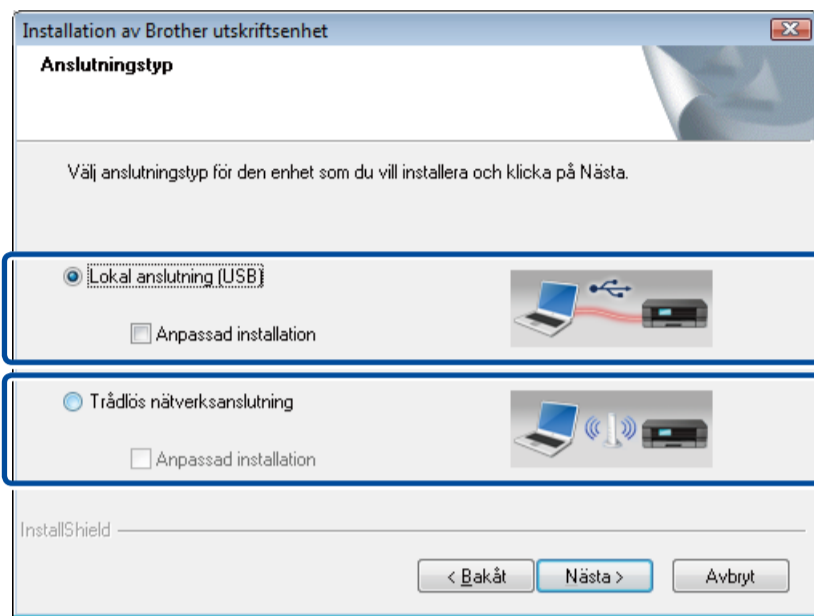 Installation av Brother utskriftsenhet
Anslutningstyp
Välj anslutningstyp för den enhet som du vill installera och klicka på Nästa.
Lokal anslutning (USB)
Anpassad installation
Trådlös nätverksanslutning
Anpassad installation
InstallShield
< Bakåt Nästa > Avbryt